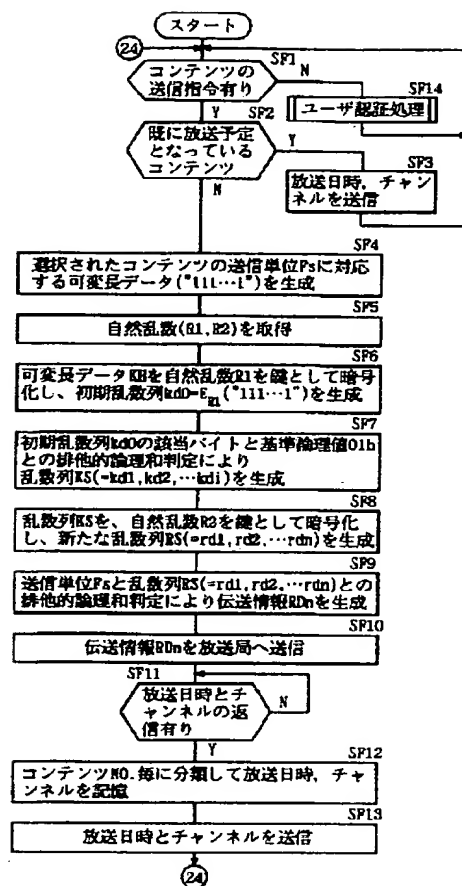 スタート
24
SF1
コンテンツの
送信指令有り
N
SF14
ユーザ認証処理
Y
SF2
既に放送予定
となっている
コンテンツ
Y
SF3
放送日時，チャン
ネルを送信
N
SF4
選択されたコンテンツの送信単位Fsに対応
する可変長データ("111…1")を生成
SF5
自然乱数(R1,R2)を取得
SF6
可変長データKHを自然乱数R1を鍵として暗号
化し、初期乱数列kd0=E_R1("111…1")を生成
SF7
初期乱数列kd0の該当バイトと基準論理値01h
との排他的論理和判定により
乱数列KS(=kd1,kd2,…kdi)を生成
SF8
乱数列KSを、自然乱数R2を鍵として暗号化
し、新たな乱数列RS(=rd1,rd2,…rdn)を生成
SF9
送信単位Fsと乱数列RS(=rd1,rd2,…rdn)との
排他的論理和判定により伝送情報RDnを生成
SF10
伝送情報RDnを放送局へ送信
SF11
放送日時とチ
ャンネルの返
信有り
N
Y
SF12
コンテンツNO.毎に分類して放送日時，チャ
ンネルを記憶
SF13
放送日時とチャンネルを送信
24